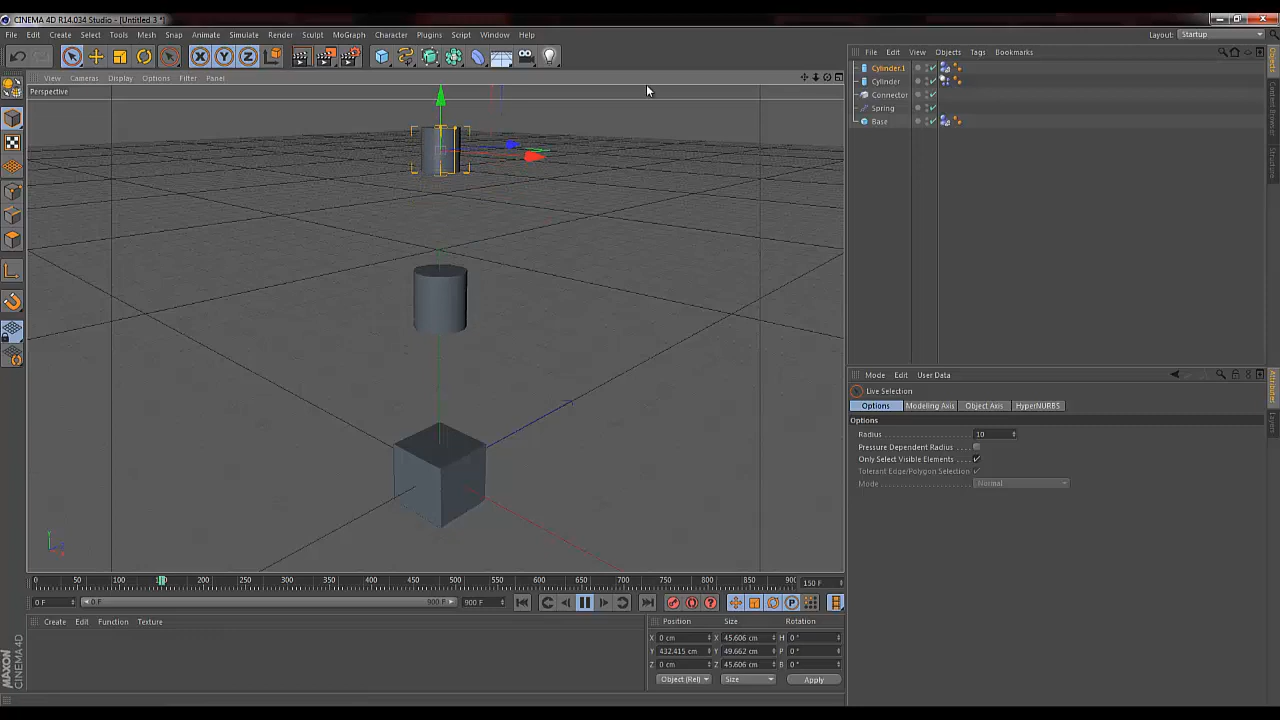 CINEMA 4D R14.034 Studio - [Untitled 3 *]
File Edit Create Select Tools Mesh Snap Animate Simulate Render Sculpt MoGraph Character Plugins Script Window Help
Layout: Startup
View Cameras Display Options Filter Panel
Perspective
File Edit View Objects Tags Bookmarks
Cylinder.1
Cylinder
Connector
Spring
Base
Objects
Content Browser
Structure
Mode Edit User Data
Live Selection
Options Modeling Axis Object Axis HyperNURBS
Options
Radius 10
Pressure Dependent Radius
Only Select Visible Elements
Tolerant Edge/Polygon Selection
Mode Normal
Attributes
Layers
0 50 100 200 250 300 350 400 450 500 550 600 650 700 750 800 850 900 150 F
0 F 0 F 900 F 900 F
Create Edit Function Texture
Position Size Rotation
X 0 cm X 45.606 cm H 0 °
Y 432.415 cm Y 49.662 cm P 0 °
Z 0 cm Z 45.606 cm B 0 °
Object (Rel) Size Apply
MAXON CINEMA 4D